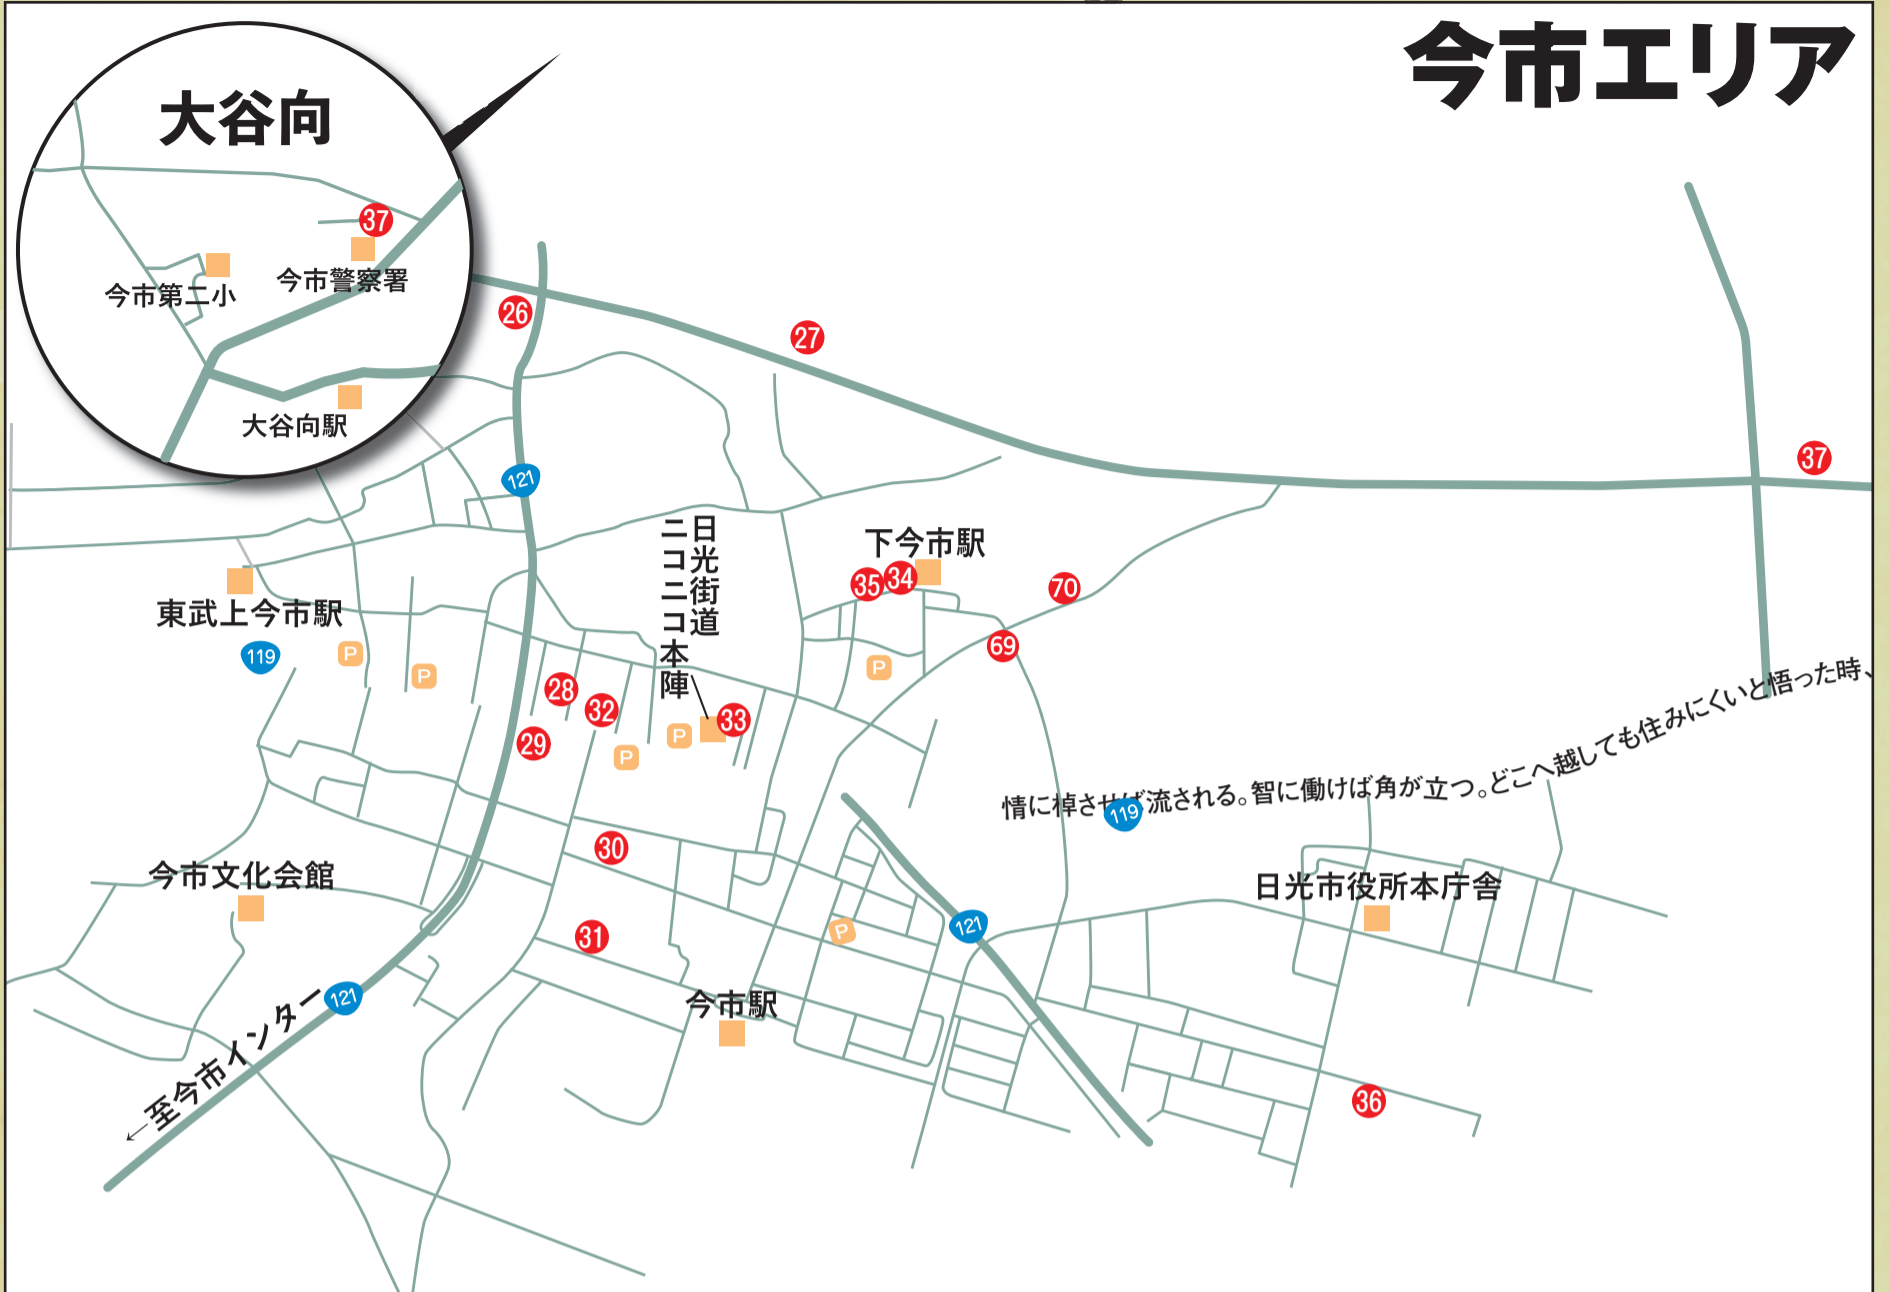 今市エリア
大谷向
37
今市警察署
今市第二小
大谷向駅
26
27
121
37
日光街道
ニコニコ本陣
下今市駅
35
34
70
69
東武上今市駅
119
P
P
P
28
32
33
29
P
P
情に棹させば流される。智に働けば角が立つ。どこへ越しても住みにくいと悟った時、
119
30
今市文化会館
日光市役所本庁舎
31
P
121
今市駅
121
←至今市インター
36